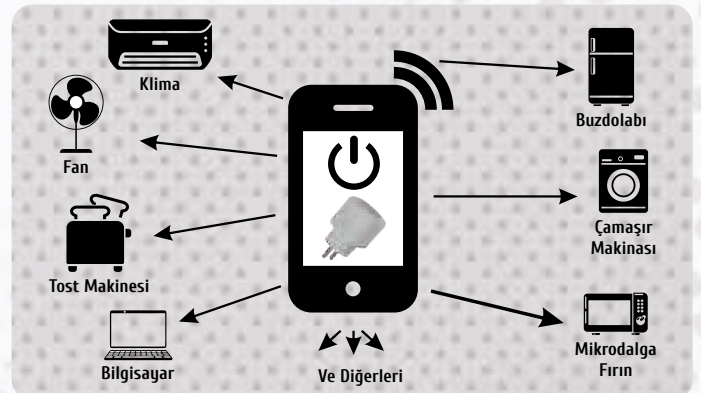 Klima
Fan
Tost Makinesi
Bilgisayar
Ve Diğerleri
Buzdolabı
Çamaşır
Makinası
Mikrodalga
Fırın